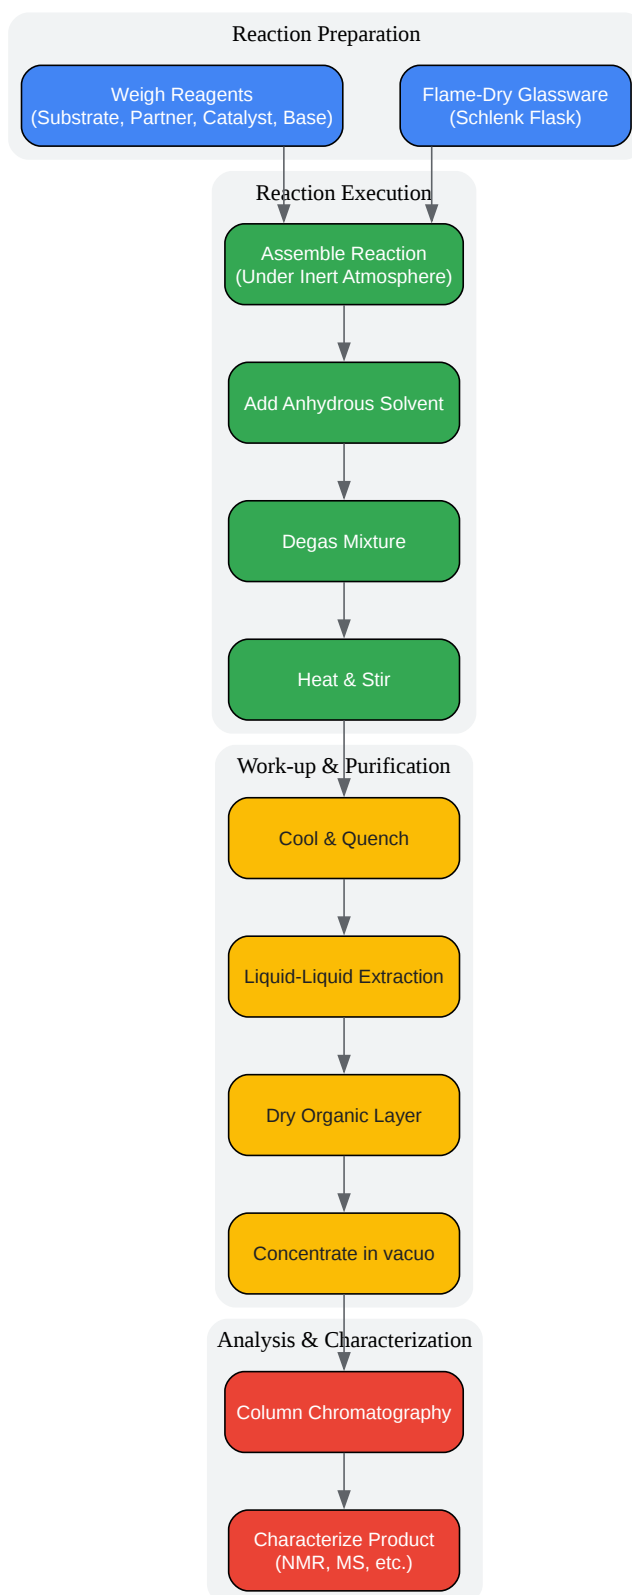 Reaction Preparation
Weigh Reagents
(Substrate, Partner, Catalyst, Base)
Flame-Dry Glassware
(Schlenk Flask)
Reaction Execution
Assemble Reaction
(Under Inert Atmosphere)
Add Anhydrous Solvent
Degas Mixture
Heat & Stir
Work-up & Purification
Cool & Quench
Liquid-Liquid Extraction
Dry Organic Layer
Concentrate in vacuo
Analysis & Characterization
Column Chromatography
Characterize Product
(NMR, MS, etc.)